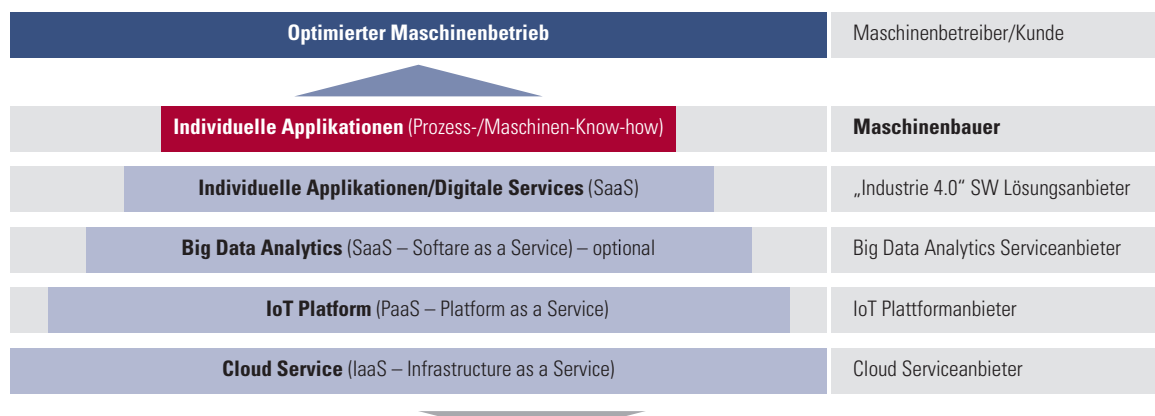 Optimierter Maschinenbetrieb Maschinenbetreiber/Kunde
Individuelle Applikationen (Prozess-/Maschinen-Know-how) Maschinenbauer
Individuelle Applikationen/Digitale Services (SaaS) „Industrie 4.0“ SW Lösungsanbieter
Big Data Analytics (SaaS – Softare as a Service) – optional Big Data Analytics Serviceanbieter
IoT Platform (PaaS – Platform as a Service) IoT Plattformanbieter
Cloud Service (IaaS – Infrastructure as a Service) Cloud Serviceanbieter